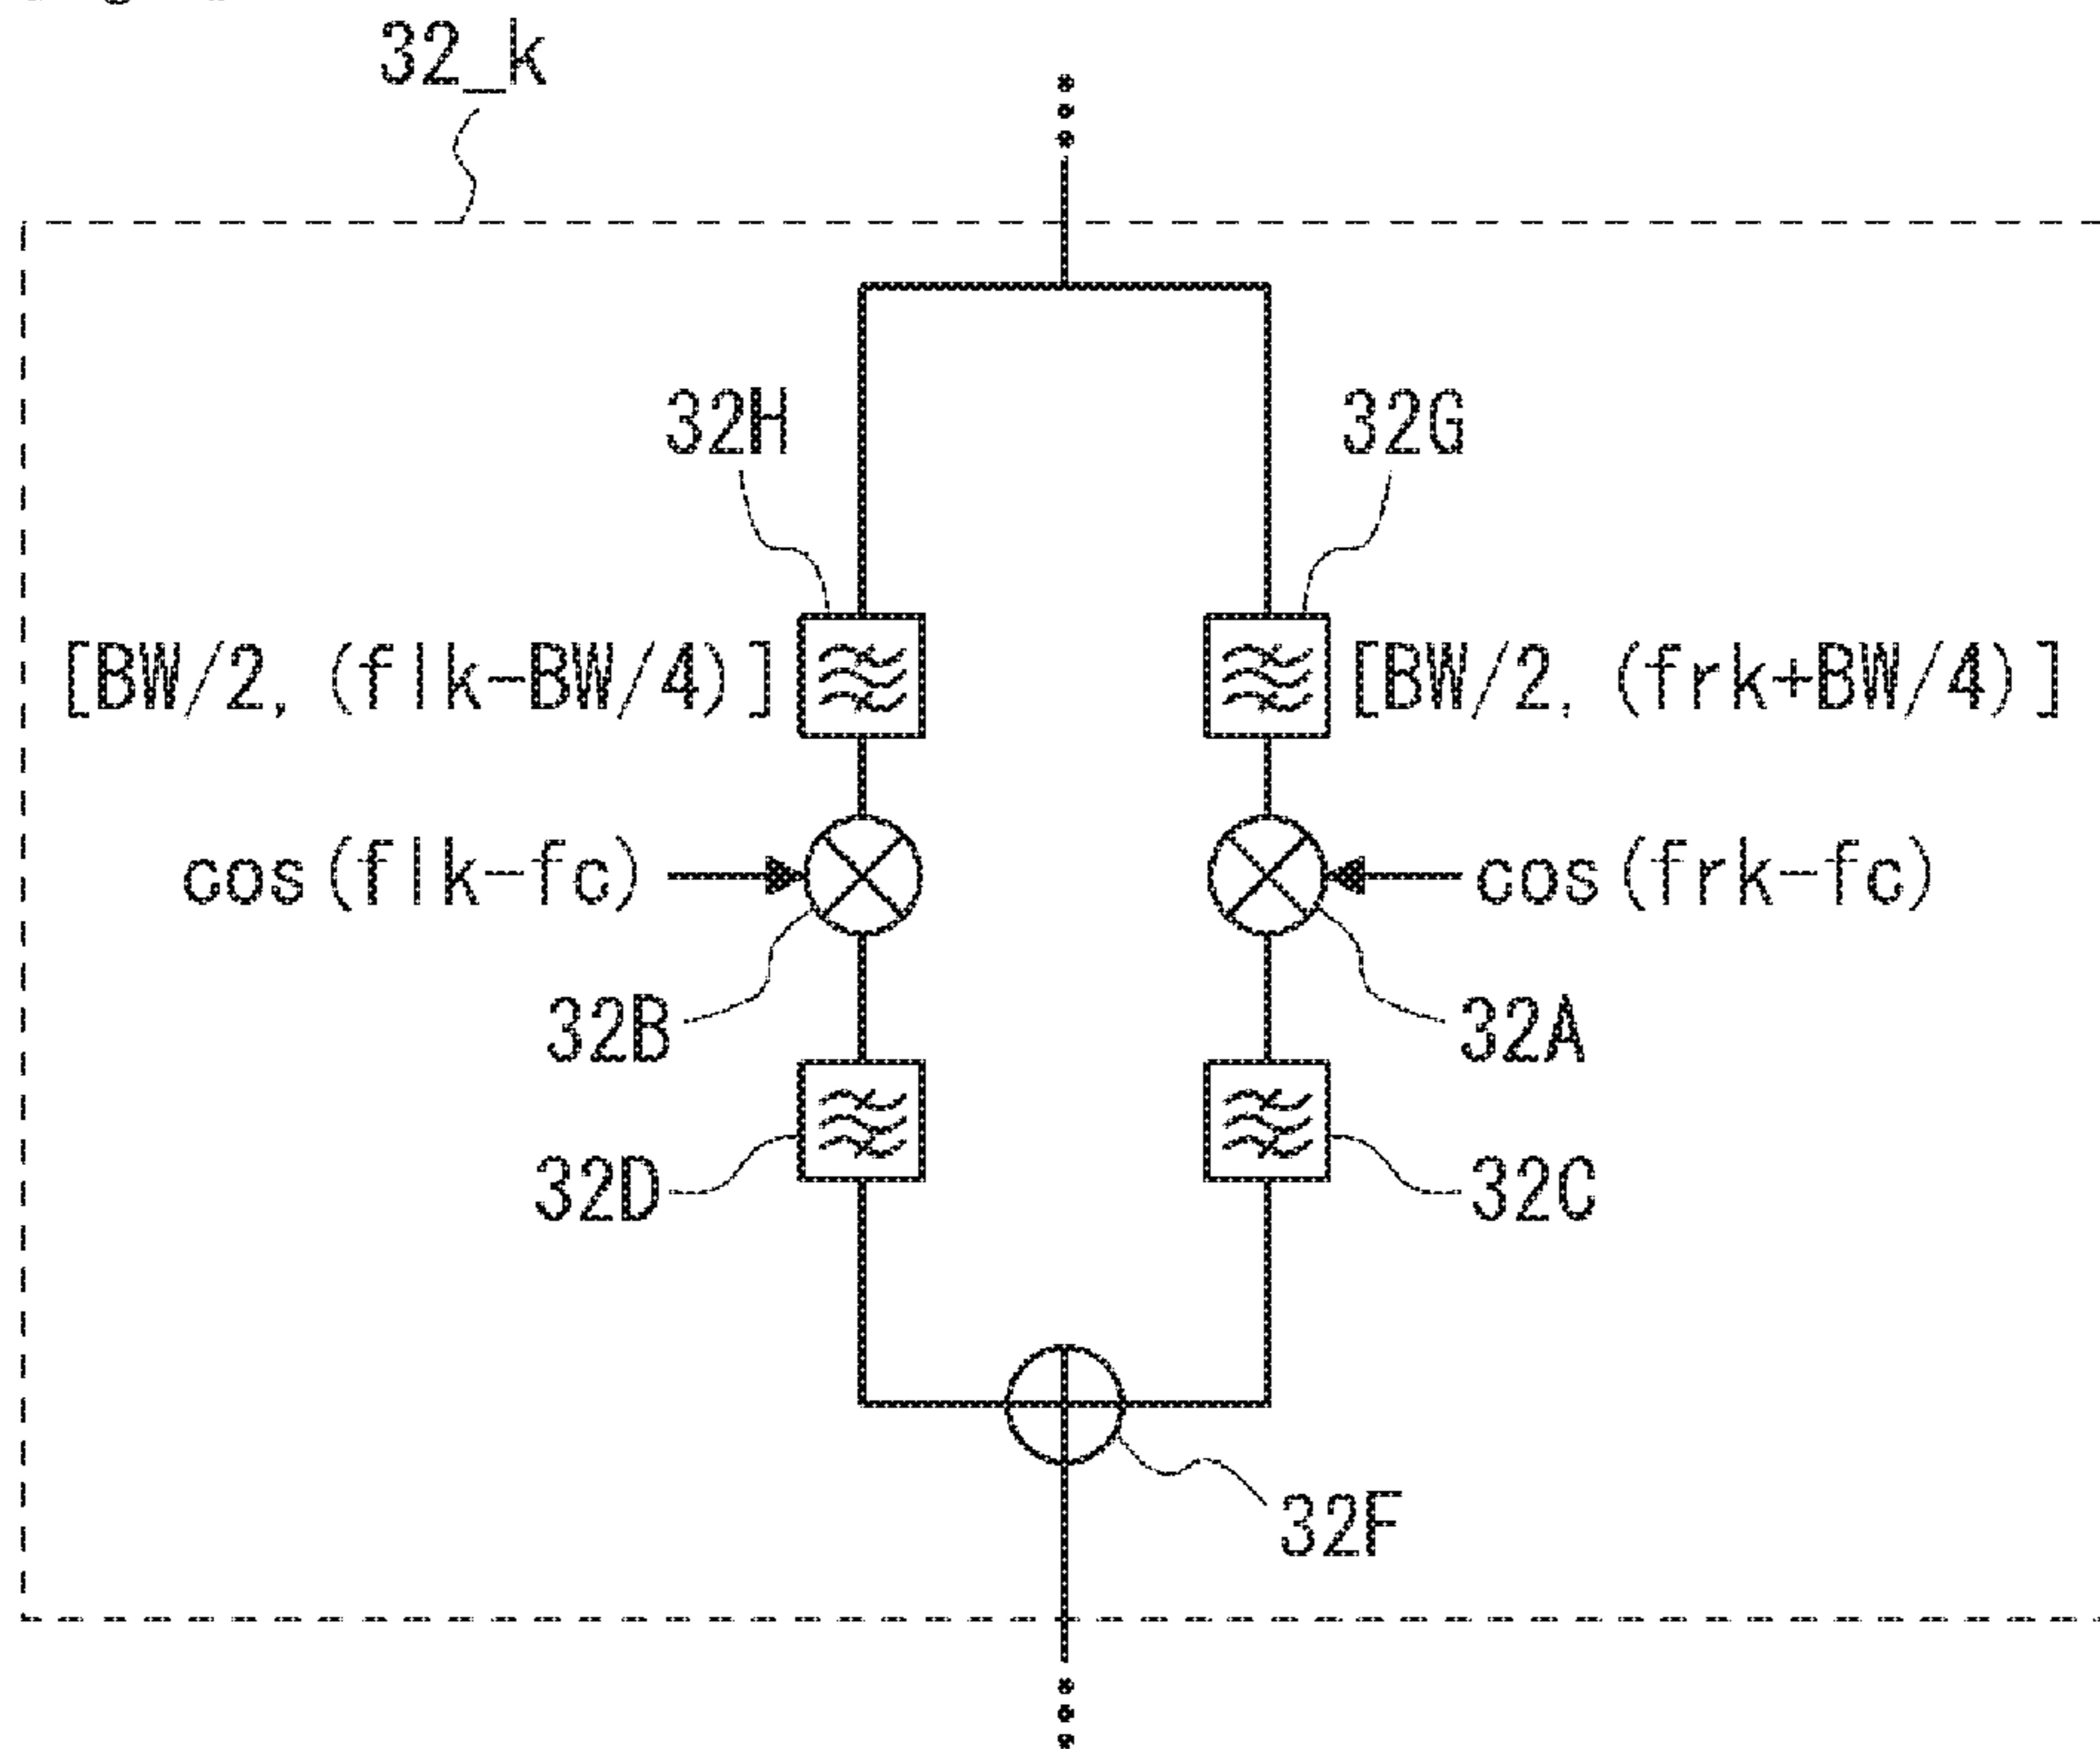 32_k
32H
32G
[BW/2, (flk-BW/4)]
[BW/2, (frk+BW/4)]
cos(flk-fc)
cos(frk-fc)
32B
32A
32D
32C
32F